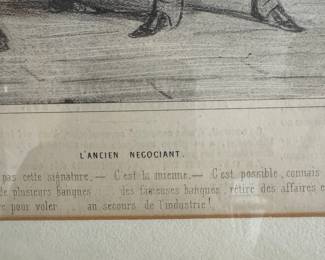 L'ANCIEN NEGOCIANT.
pas cette signature. — C'est la mienne. — C'est possible, connais
de plusieurs banques .... des fameuses banques, retiré des affaires e
pour voler .... au secours de l'industrie!